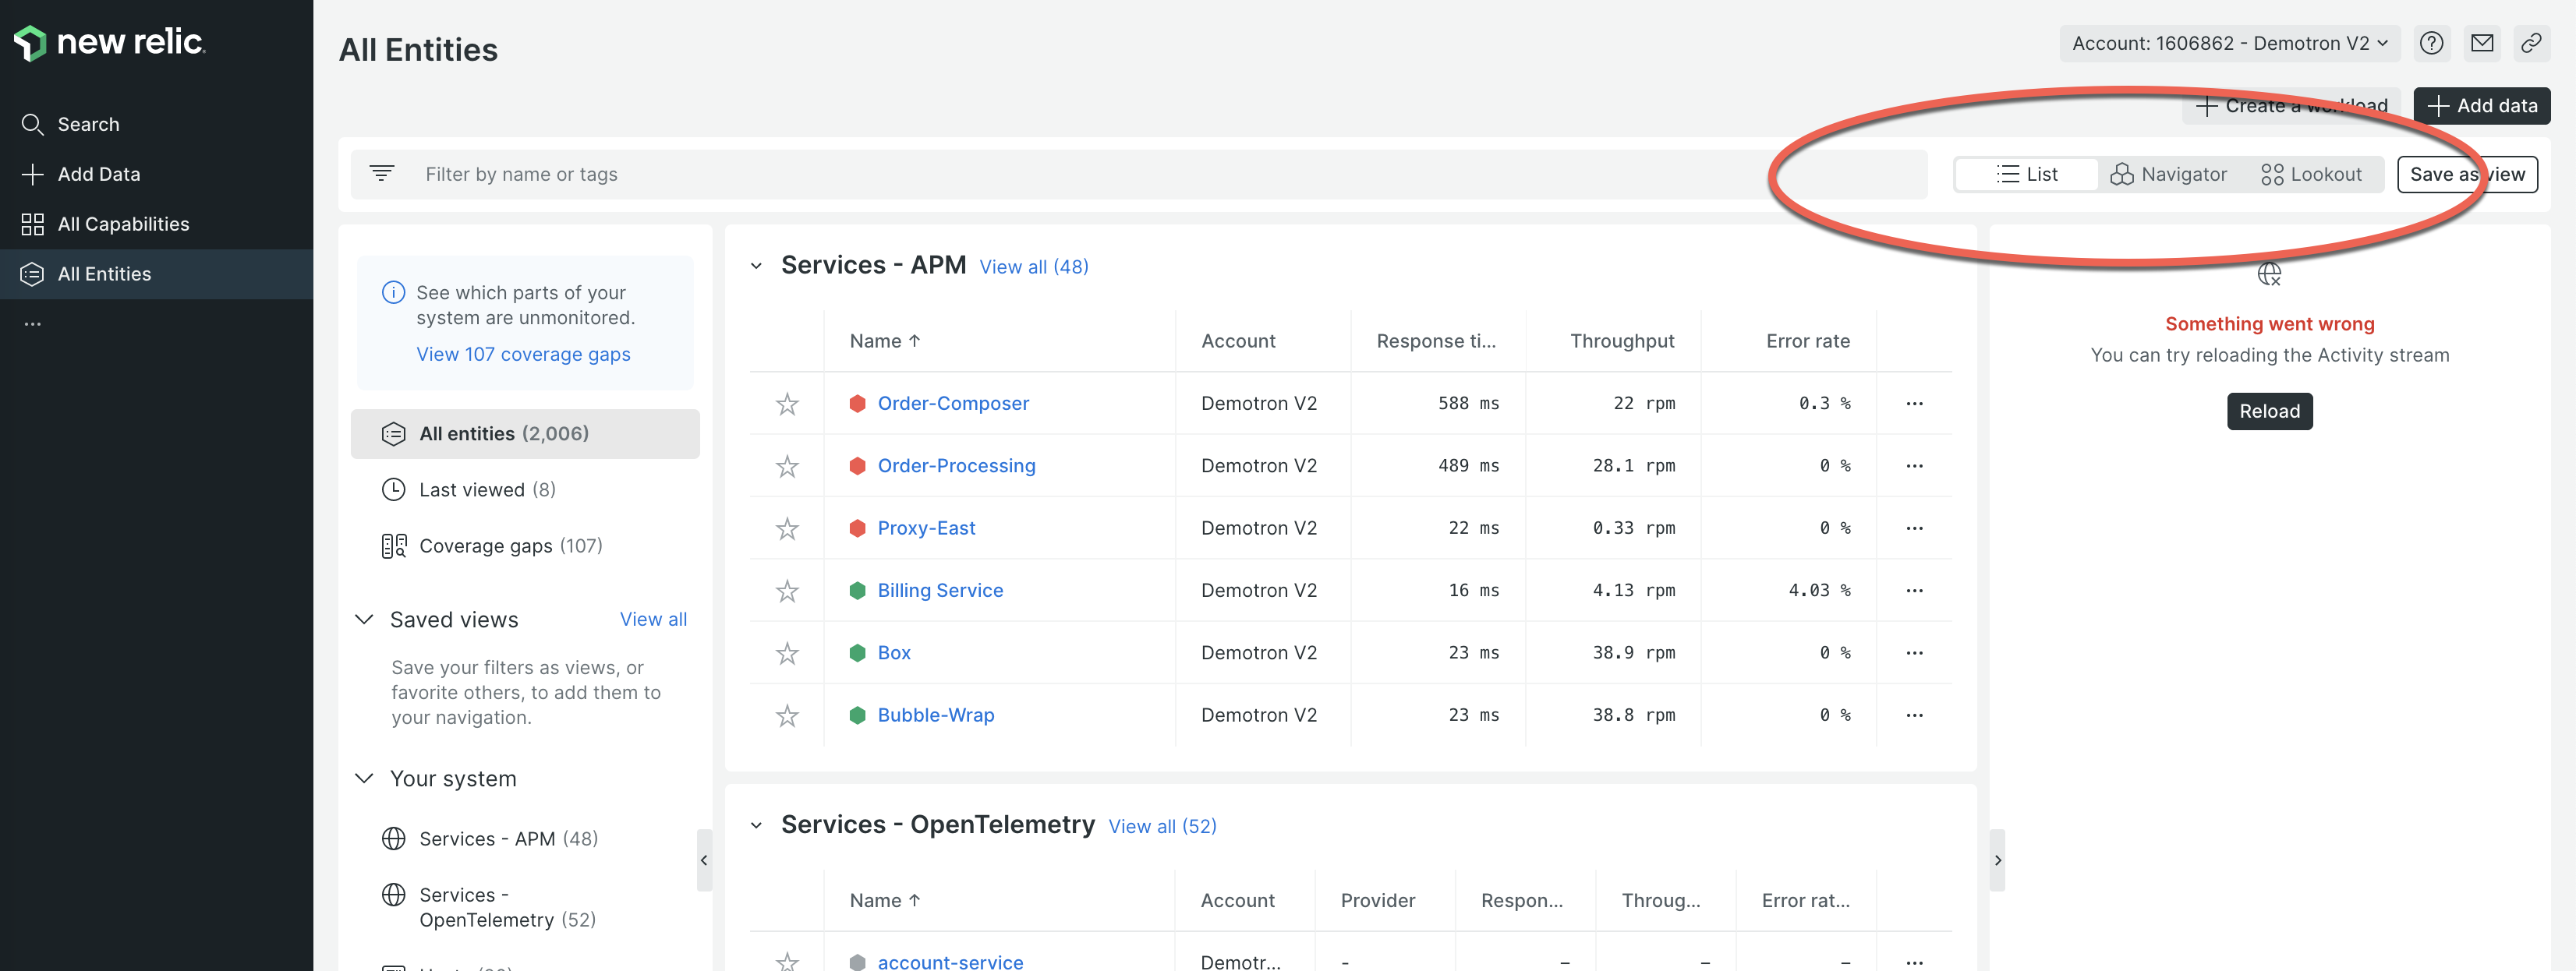 new relic.
Search
Add Data
All Capabilities
All Entities
...
All Entities
Account: 1606862 - Demotron V2
Create a workload
Add data
Filter by name or tags
List
Navigator
Lookout
Save as view
See which parts of your
system are unmonitored.
View 107 coverage gaps
All entities (2,006)
Last viewed (8)
Coverage gaps (107)
Saved views View all
Save your filters as views, or
favorite others, to add them to
your navigation.
Your system
Services - APM (48)
Services -
OpenTelemetry (52)
Services - APM View all (48)
Name ↑ Account Response ti... Throughput Error rate
Order-Composer Demotron V2 588 ms 22 rpm 0.3 % ...
Order-Processing Demotron V2 489 ms 28.1 rpm 0 % ...
Proxy-East Demotron V2 22 ms 0.33 rpm 0 % ...
Billing Service Demotron V2 16 ms 4.13 rpm 4.03 % ...
Box Demotron V2 23 ms 38.9 rpm 0 % ...
Bubble-Wrap Demotron V2 23 ms 38.8 rpm 0 % ...
Services - OpenTelemetry View all (52)
Name ↑ Account Provider Respon... Throug... Error rat...
account-service Demotr... - – – – ...
Something went wrong
You can try reloading the Activity stream
Reload